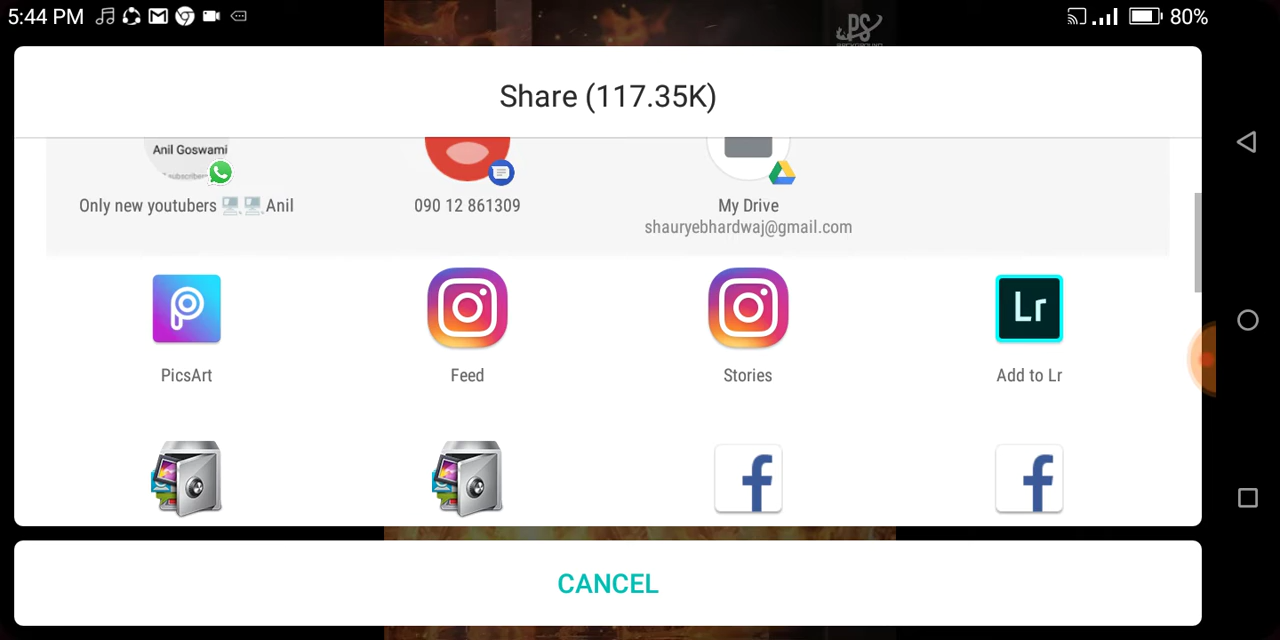 5:44 PM
80%
PS
Share (117.35K)
Anil Goswami
Only new youtubers 🖥️🖥️Anil
090 12 861309
My Drive
shauryebhardwaj@gmail.com
PicsArt
Feed
Stories
Lr
Add to Lr
CANCEL